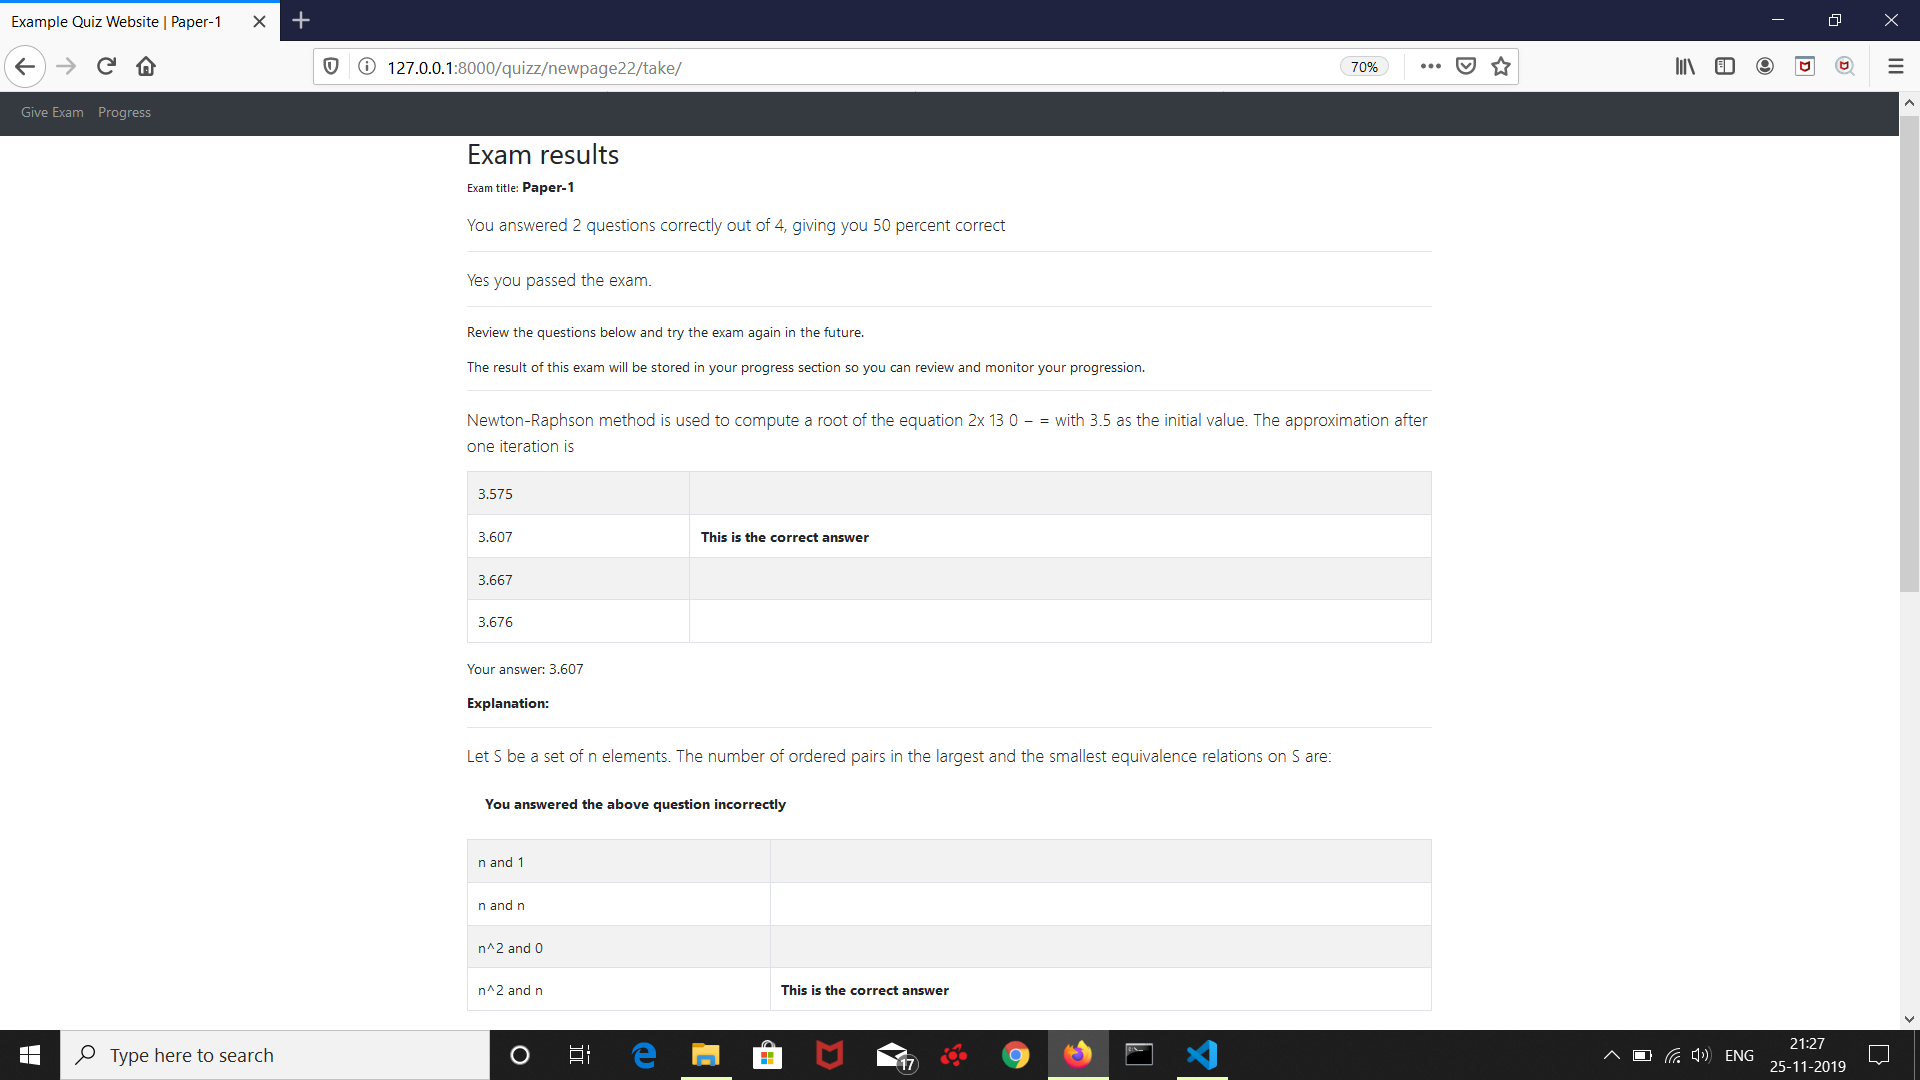 Example Quiz Website | Paper-1
127.0.0.1:8000/quizz/newpage22/take/
70%
Give Exam Progress
Exam results
Exam title: Paper-1
You answered 2 questions correctly out of 4, giving you 50 percent correct
Yes you passed the exam.
Review the questions below and try the exam again in the future.
The result of this exam will be stored in your progress section so you can review and monitor your progression.
Newton-Raphson method is used to compute a root of the equation 2x 13 0 − = with 3.5 as the initial value. The approximation after
one iteration is
3.575
3.607 This is the correct answer
3.667
3.676
Your answer: 3.607
Explanation:
Let S be a set of n elements. The number of ordered pairs in the largest and the smallest equivalence relations on S are:
You answered the above question incorrectly
n and 1
n and n
n^2 and 0
n^2 and n This is the correct answer
Type here to search
17
ENG
21:27
25-11-2019